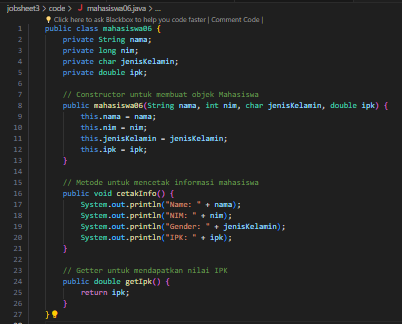 jobsheet3 > code > J mahasiswa06.java > ...
Click here to ask Blackbox to help you code faster | Comment Code |
1 public class mahasiswa06 {
2 private String nama;
3 private long nim;
4 private char jenisKelamin;
5 private double ipk;
6
7 // Constructor untuk membuat objek Mahasiswa
8 public mahasiswa06(String nama, int nim, char jenisKelamin, double ipk) {
9 this.nama = nama;
10 this.nim = nim;
11 this.jenisKelamin = jenisKelamin;
12 this.ipk = ipk;
13 }
14
15 // Metode untuk mencetak informasi mahasiswa
16 public void cetakInfo() {
17 System.out.println("Name: " + nama);
18 System.out.println("NIM: " + nim);
19 System.out.println("Gender: " + jenisKelamin);
20 System.out.println("IPK: " + ipk);
21 }
22
23 // Getter untuk mendapatkan nilai IPK
24 public double getIpk() {
25 return ipk;
26 }
27 }